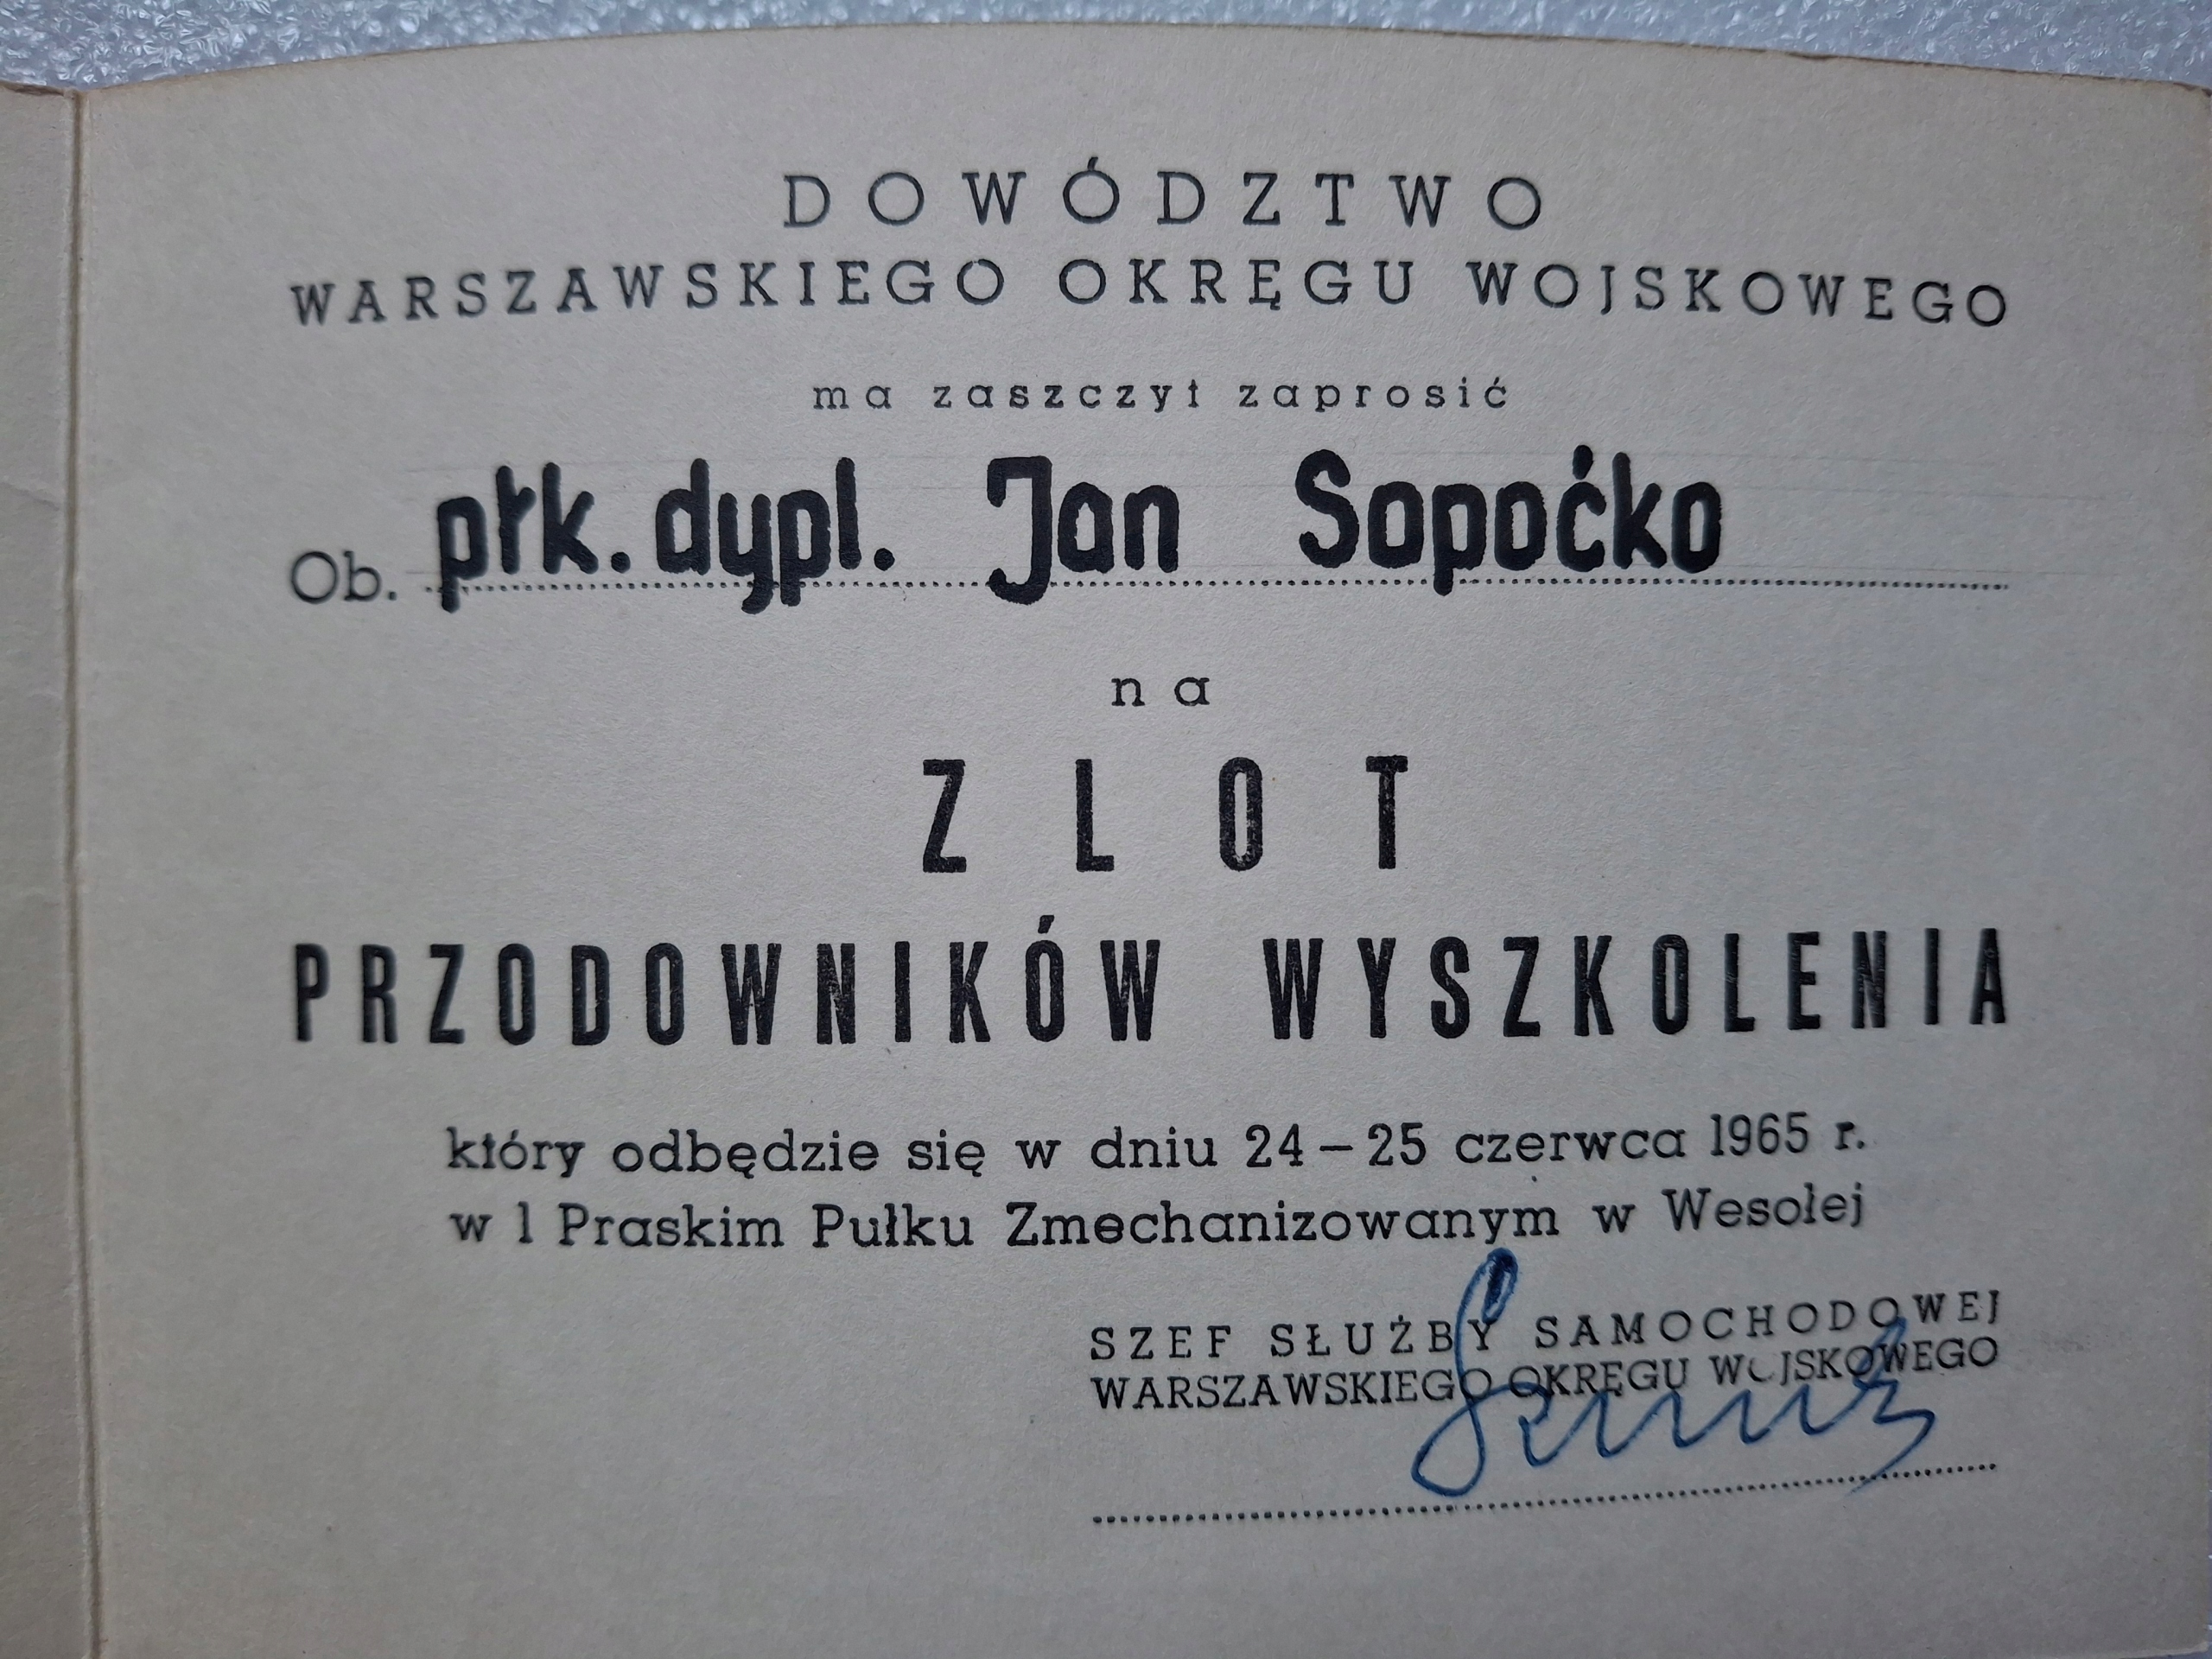 DOWÓDZTWO
WARSZAWSKIEGO OKRĘGU WOJSKOWEGO
ma zaszczyt zaprosić
Ob. płk. dypl. Jan Sopoćko
na
ZLOT
PRZODOWNIKÓW WYSZKOLENIA
który odbędzie się w dniu 24–25 czerwca 1965 r.
w 1 Praskim Pułku Zmechanizowanym w Wesołej
SZEF SŁUŻBY SAMOCHODOWEJ
WARSZAWSKIEGO OKRĘGU WOJSKOWEGO